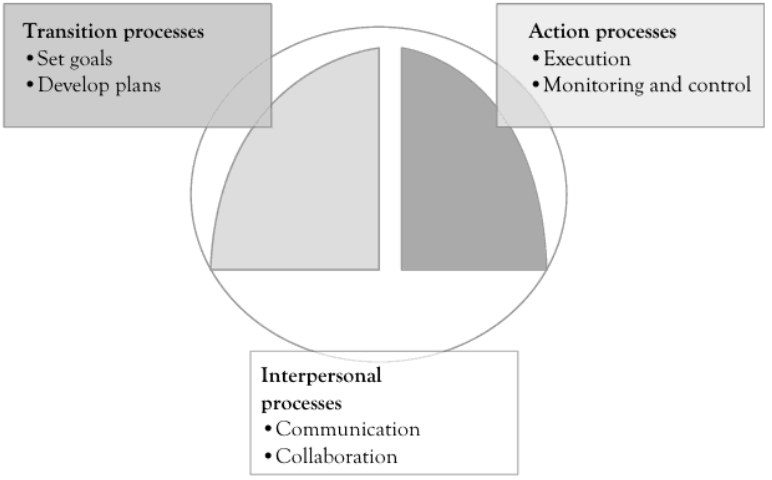 Transition processes
•Set goals
•Develop plans
Action processes
•Execution
•Monitoring and control
Interpersonal
processes
•Communication
•Collaboration